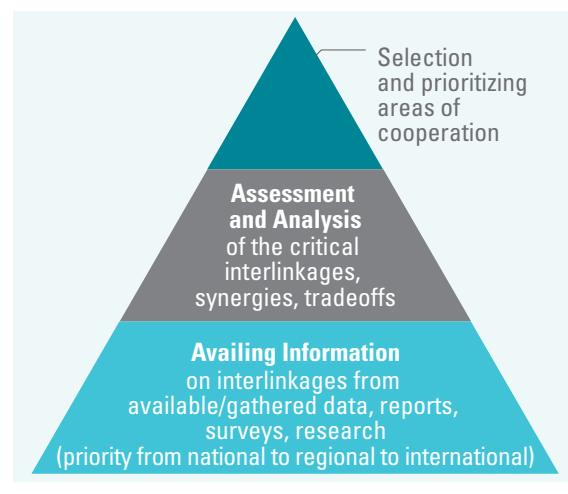 Selection
and prioritizing
areas of
cooperation
Assessment
and Analysis
of the critical
interlinkages,
synergies, tradeoffs
Availing Information
on interlinkages from
available/gathered data, reports,
surveys, research
(priority from national to regional to international)